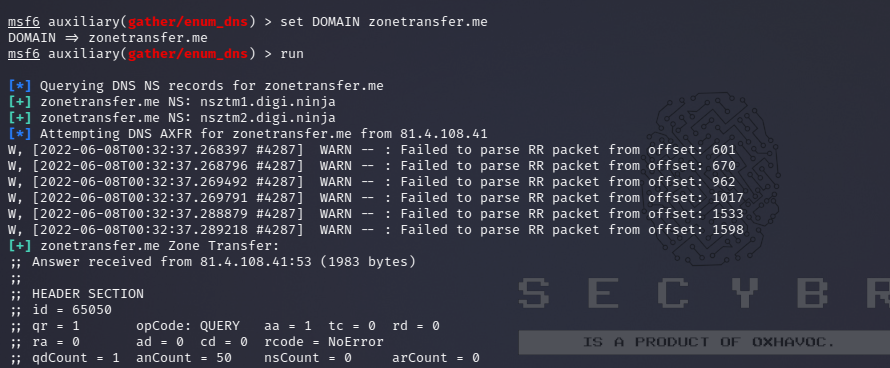 msf6 auxiliary(gather/enum_dns) > set DOMAIN zonetransfer.me
DOMAIN => zonetransfer.me
msf6 auxiliary(gather/enum_dns) > run
[*] Querying DNS NS records for zonetransfer.me
[+] zonetransfer.me NS: nsztm1.digi.ninja
[+] zonetransfer.me NS: nsztm2.digi.ninja
[*] Attempting DNS AXFR for zonetransfer.me from 81.4.108.41
W, [2022-06-08T00:32:37.268397 #4287]  WARN -- : Failed to parse RR packet from offset: 601
W, [2022-06-08T00:32:37.268796 #4287]  WARN -- : Failed to parse RR packet from offset: 670
W, [2022-06-08T00:32:37.269492 #4287]  WARN -- : Failed to parse RR packet from offset: 962
W, [2022-06-08T00:32:37.269791 #4287]  WARN -- : Failed to parse RR packet from offset: 1017
W, [2022-06-08T00:32:37.288879 #4287]  WARN -- : Failed to parse RR packet from offset: 1533
W, [2022-06-08T00:32:37.289218 #4287]  WARN -- : Failed to parse RR packet from offset: 1598
[+] zonetransfer.me Zone Transfer:
;; Answer received from 81.4.108.41:53 (1983 bytes)
;;
;; HEADER SECTION
;; id = 65050
;; qr = 1       opCode: QUERY   aa = 1  tc = 0  rd = 0
;; ra = 0       ad = 0  cd = 0  rcode = NoError
;; qdCount = 1  anCount = 50    nsCount = 0     arCount = 0
SECYBR
IS A PRODUCT OF 0XHAVOC.